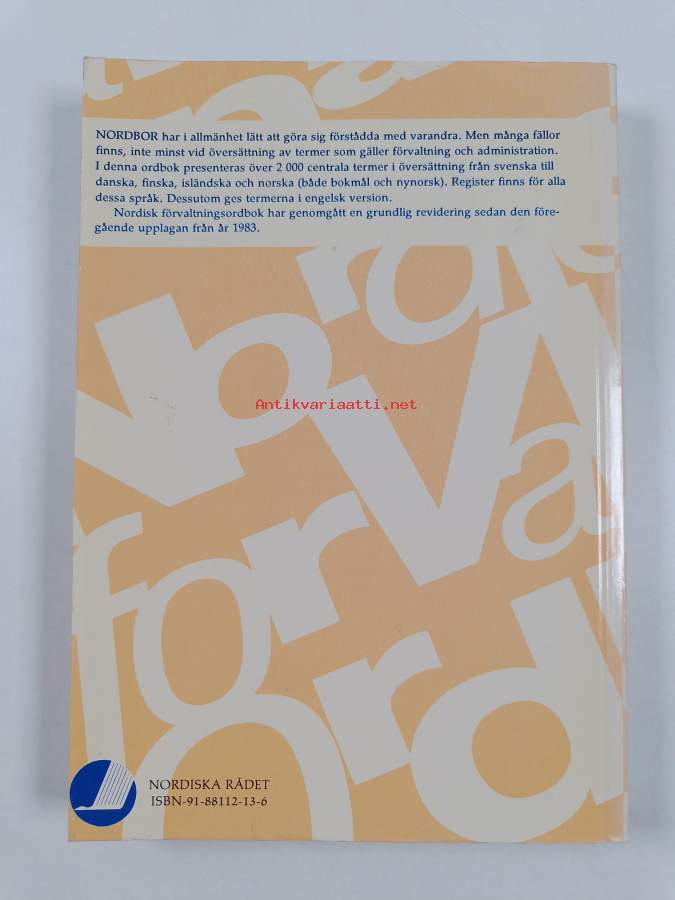 NORDBOR har i allmänhet lätt att göra sig förstådda med varandra. Men många fällor
finns, inte minst vid översättning av termer som gäller förvaltning och administration.
I denna ordbok presenteras över 2 000 centrala termer i översättning från svenska till
danska, finska, isländska och norska (både bokmål och nynorsk). Register finns för alla
dessa språk. Dessutom ges termerna i engelsk version.
Nordisk förvaltningsordbok har genomgått en grundlig revidering sedan den före-
gående upplagan från år 1983.
Nordi
Antikvariaatti.net
förva
ord
NORDISKA RÅDET
ISBN-91-88112-13-6